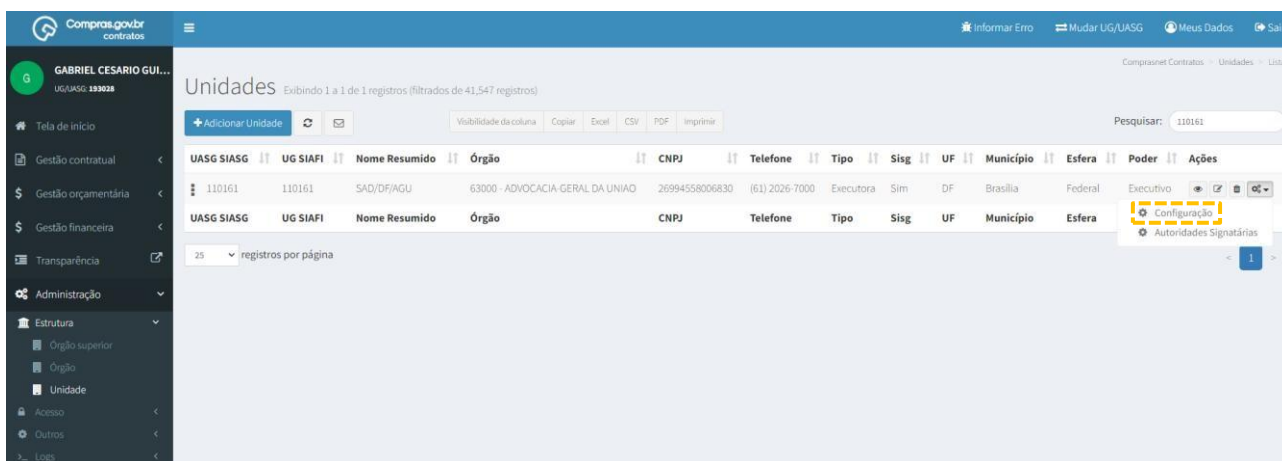 Compras.gov.br
contratos
Informar Erro Mudar UG/UASG Meus Dados Sai
G GABRIEL CESARIO GUI...
UG/UASG: 193028
Comprasnet Contratos > Unidades > List
Unidades Exibindo 1 a 1 de 1 registros (filtrados de 41,547 registros)
Tela de início
Gestão contratual
Gestão orçamentária
Gestão financeira
Transparência
Administração
Estrutura
Órgão superior
Órgão
Unidade
Acesso
Outros
Logs
+Adicionar Unidade
Visibilidade da coluna Copiar Excel CSV PDF Imprimir
Pesquisar: 110161
UASG SIASG UG SIAFI Nome Resumido Órgão CNPJ Telefone Tipo Sisg UF Município Esfera Poder Ações
110161 110161 SAD/DF/AGU 63000 - ADVOCACIA-GERAL DA UNIAO 26994558006830 (61) 2026-7000 Executora Sim DF Brasília Federal Executivo
UASG SIASG UG SIAFI Nome Resumido Órgão CNPJ Telefone Tipo Sisg UF Município Esfera
Configuração
Autoridades Signatárias
25 registros por página
< 1 >